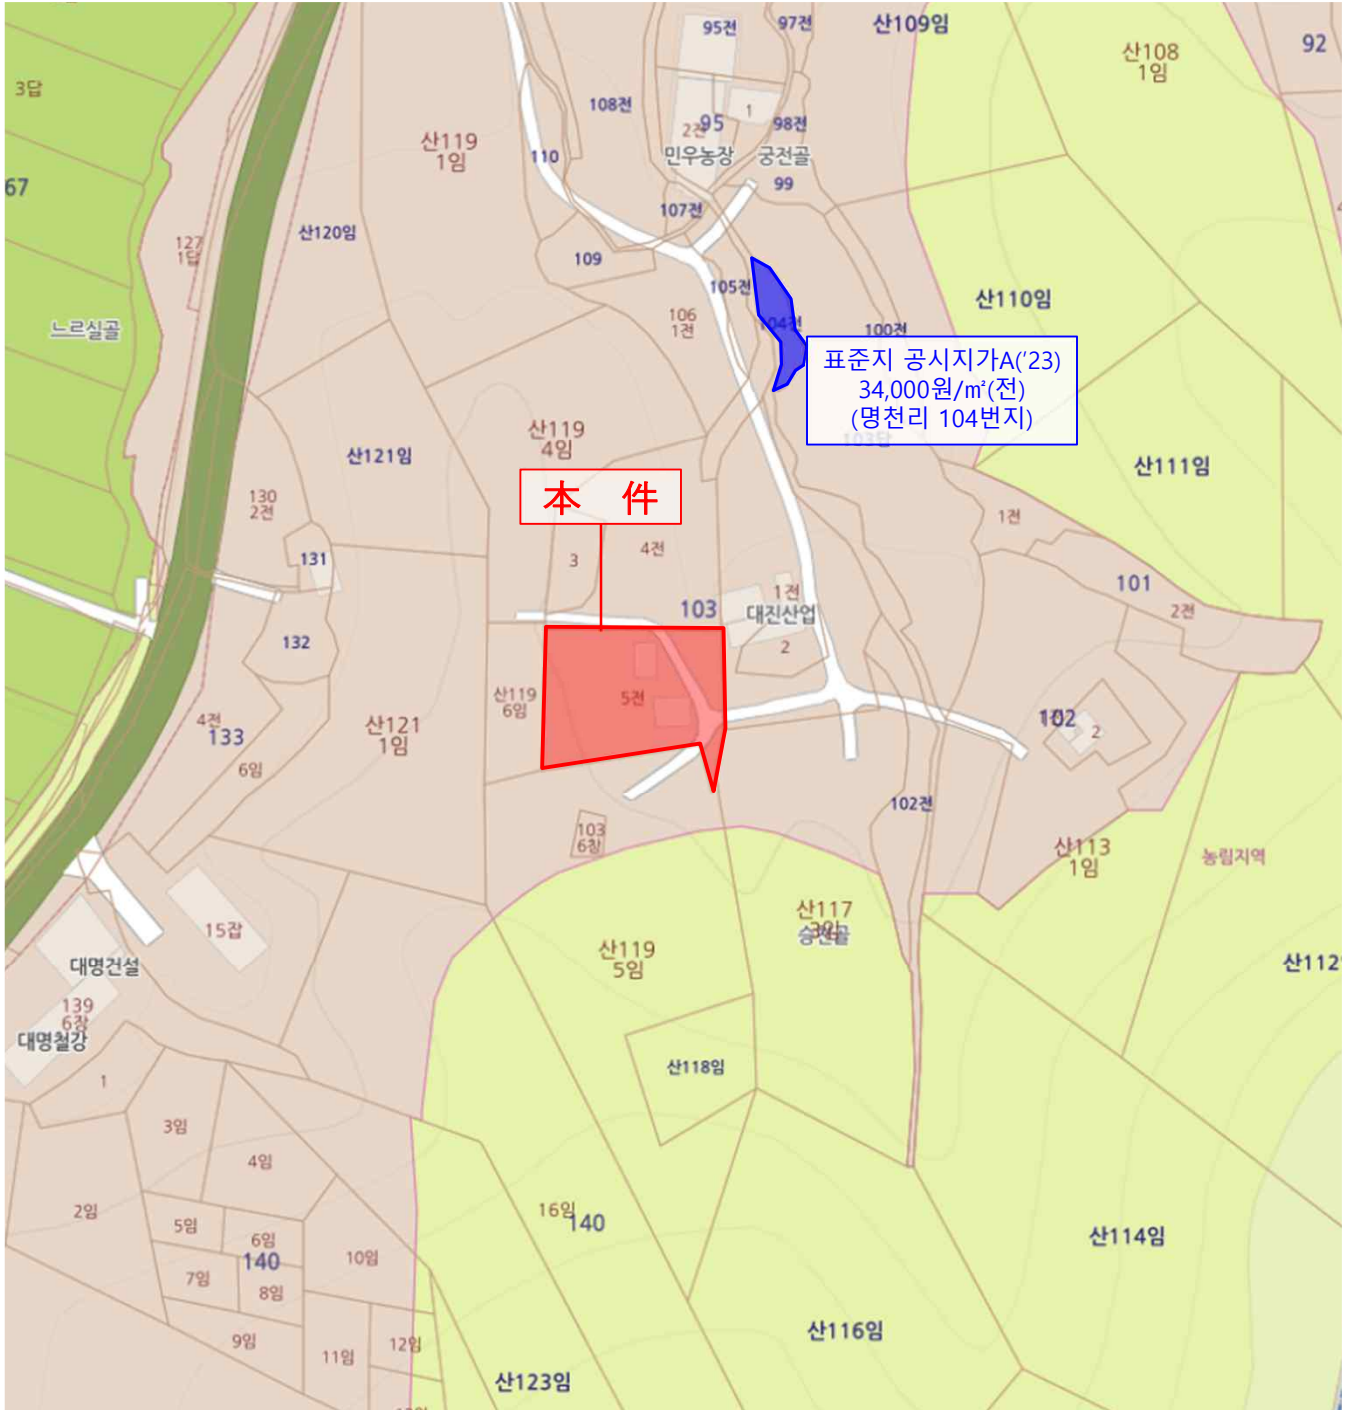 95전
97전
산109임
92
산108
1임
3답
108전
1
95
2전
98전
산119
1임
110
민우농장
궁전골
67
99
107전
산120임
127
1답
109
105전
산110임
106
1전
104전
100전
느르실골
표준지 공시지가A('23)
34,000원/㎡(전)
(명천리 104번지)
103답
산119
4임
산121임
산111임
本 件
130
2전
1전
4전
131
3
101
1전
103
2전
대진산업
132
2
산119
6임
5전
4전
133
산121
1임
102
2
6임
102전
103
6창
산113
1임
농림지역
산117
3임
승전골
15잡
산119
5임
대명건설
산112
139
6장
대명철강
산118임
1
3임
4임
2임
16임
140
5임
6임
140
10임
산114임
7임
8임
9임
11임
12임
산116임
산123임